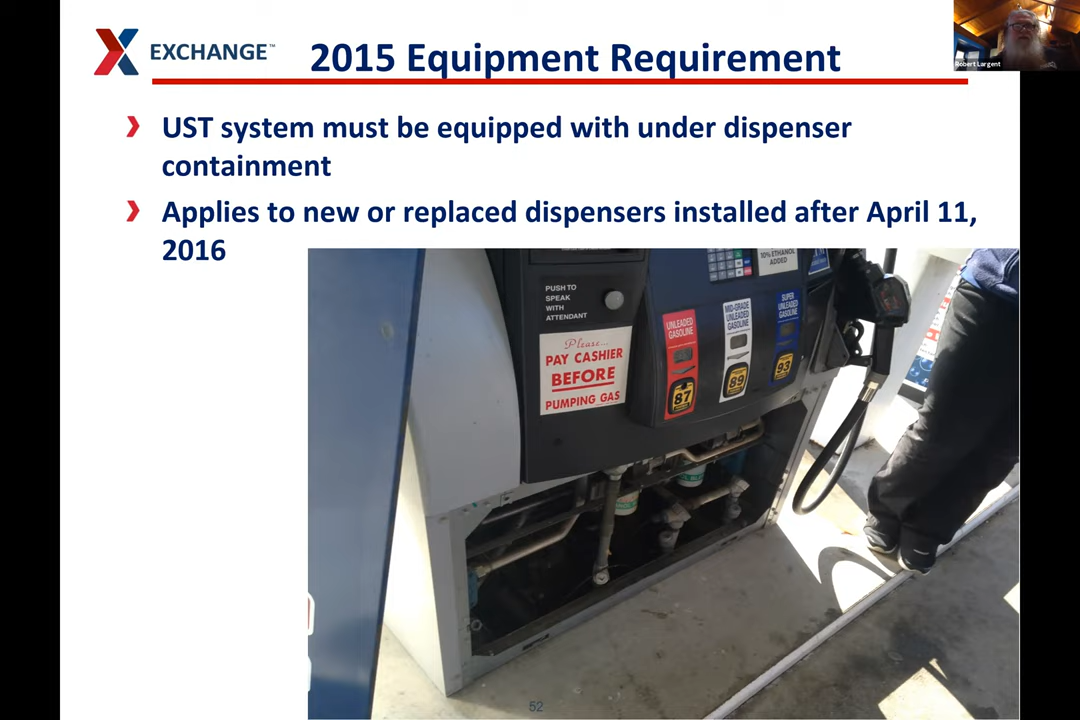 EXCHANGE™
2015 Equipment Requirement
Robert Largent
UST system must be equipped with under dispenser
containment
Applies to new or replaced dispensers installed after April 11,
2016
PUSH TO
SPEAK
WITH
ATTENDANT
Please...
PAY CASHIER
BEFORE
PUMPING GAS
UNLEADED
GASOLINE
87
MID-GRADE
UNLEADED
GASOLINE
89
SUPER
UNLEADED
GASOLINE
93
10% ETHANOL
ADDED
52